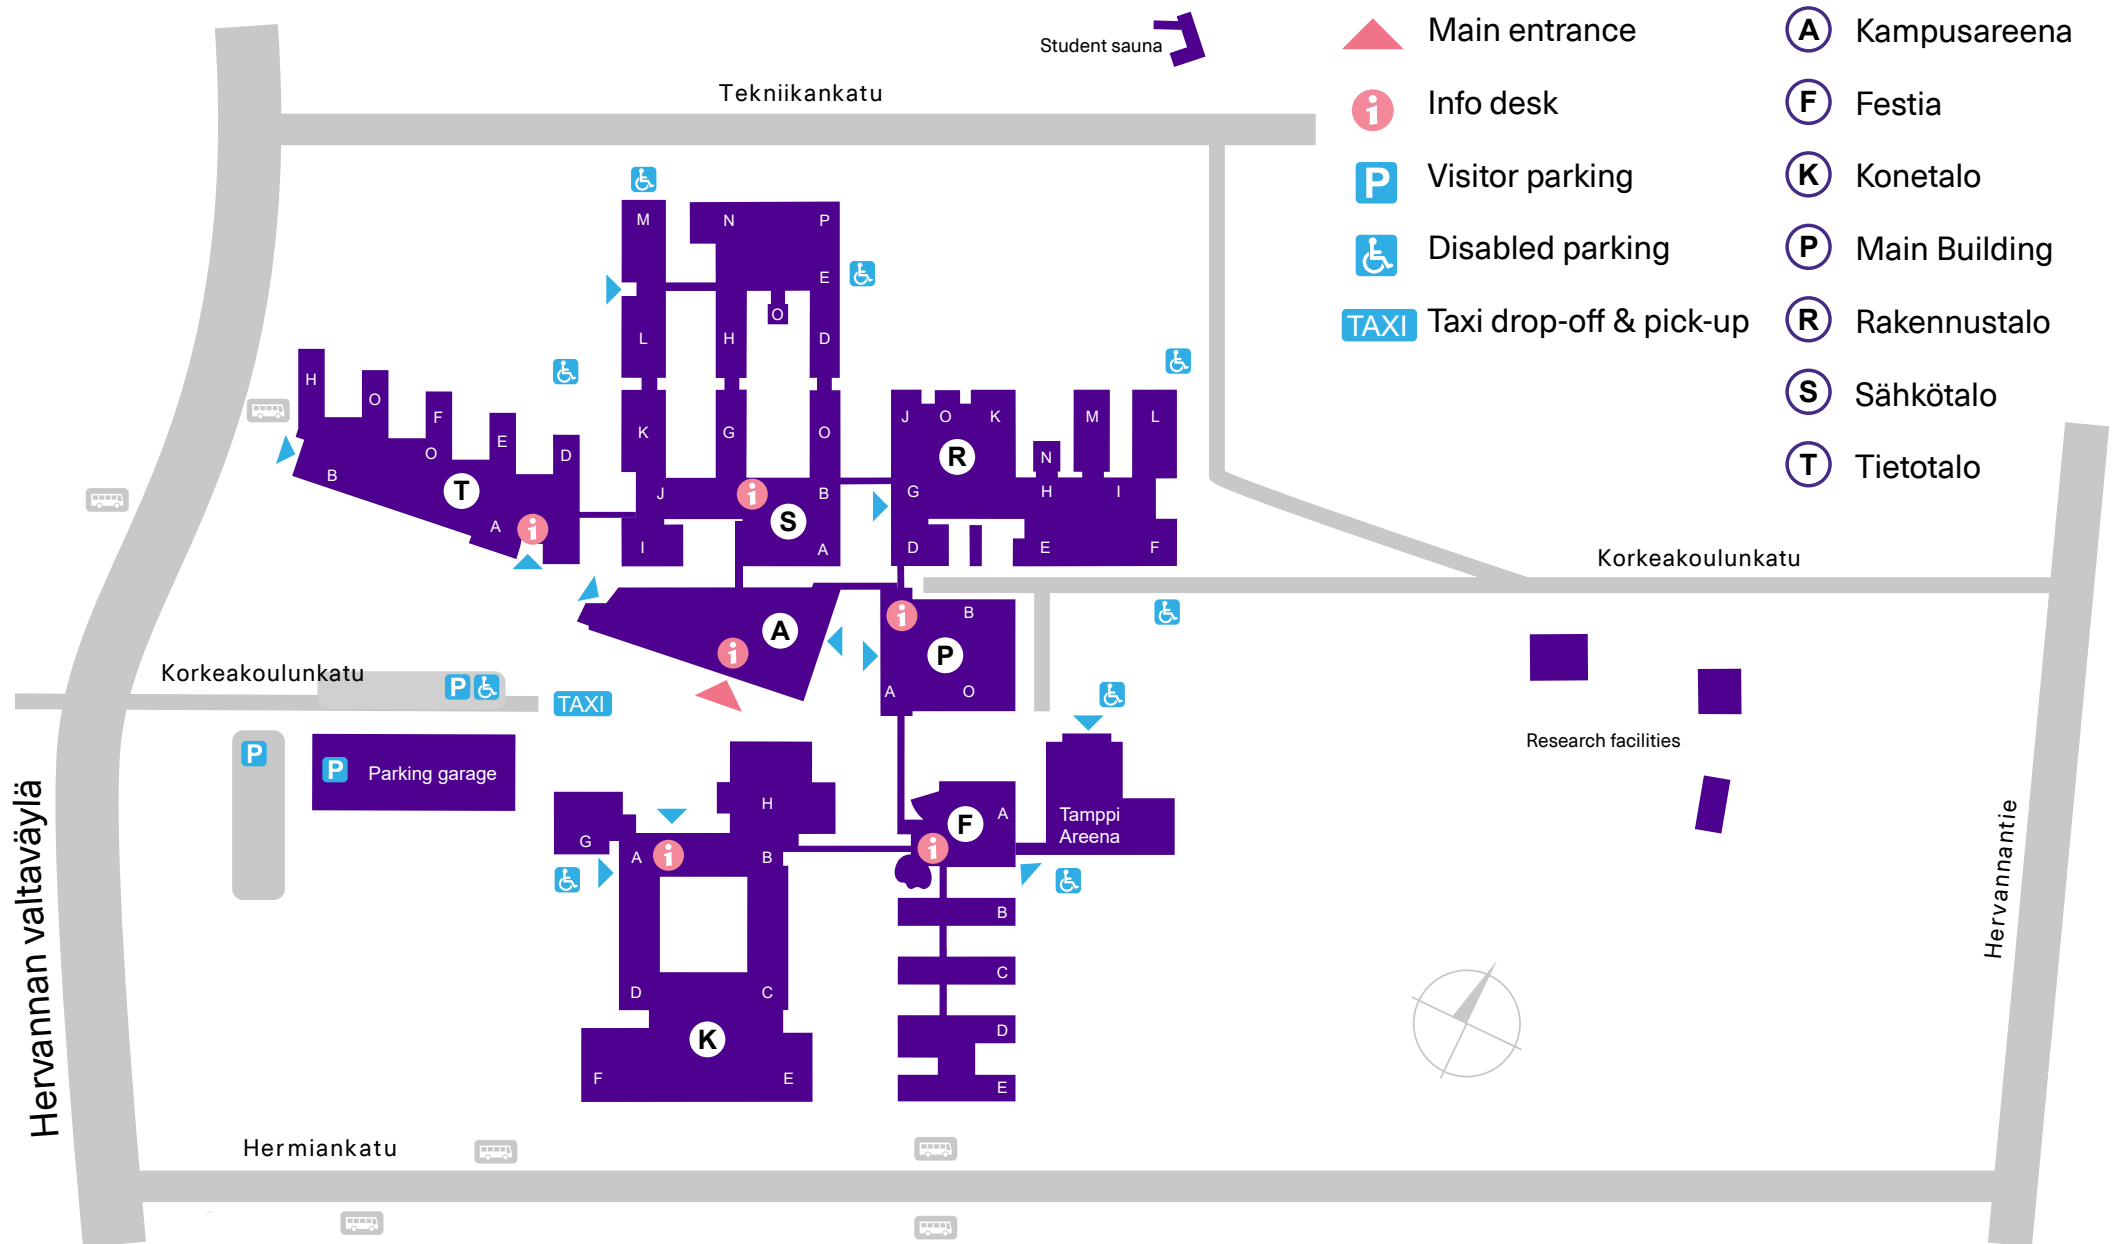 Student sauna
Main entrance
A Kampusareena
Tekniikankatu
i Info desk
F Festia
P Visitor parking
K Konetalo
Disabled parking
P Main Building
TAXI Taxi drop-off & pick-up
R Rakennustalo
S Sähkötalo
T Tietotalo
M
N
P
E
O
L
H
D
H
O
F
E
D
O
B
T
A
i
K
G
O
J
i
S
B
A
I
J
O
K
R
N
M
L
G
H
I
D
E
F
Korkeakoulunkatu
A
i
i
B
P
A
O
Korkeakoulunkatu
P
TAXI
P
P Parking garage
Research facilities
H
G
A
i
B
D
C
K
F
E
F
A
i
B
C
D
E
Tamppi
Areena
Hervannan valtaväylä
Hervannantie
Hermiankatu